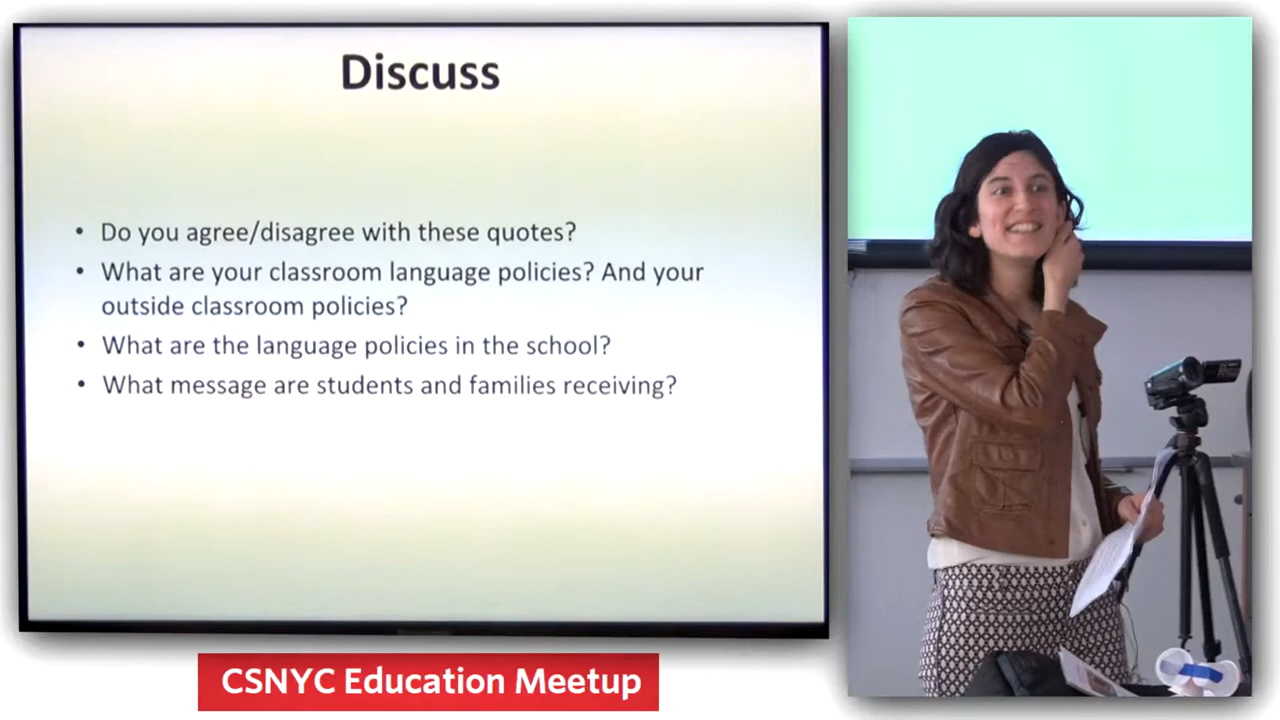 Discuss
• Do you agree/disagree with these quotes?
• What are your classroom language policies? And your
outside classroom policies?
• What are the language policies in the school?
• What message are students and families receiving?
CSNYC Education Meetup